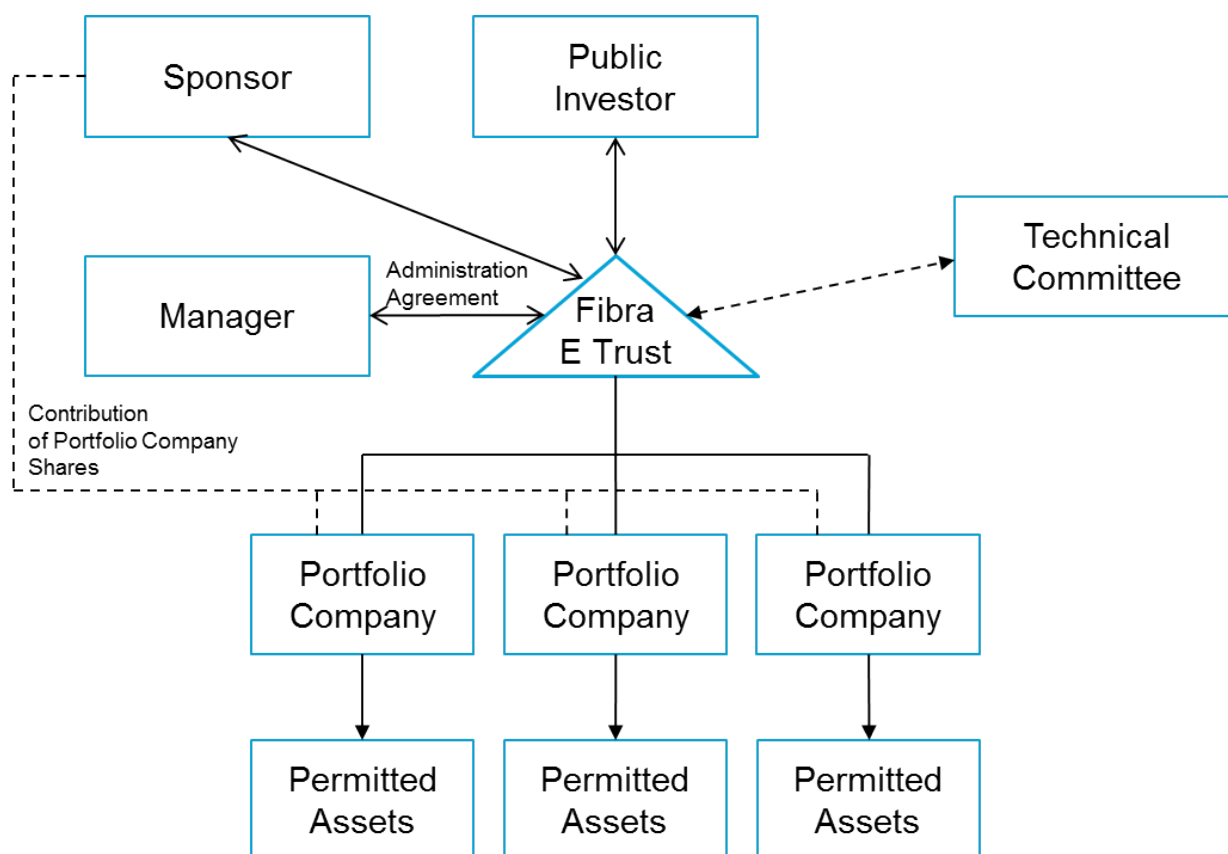 Sponsor
Public
Investor
Technical
Committee
Manager
Administration
Agreement
Fibra
E Trust
Contribution
of Portfolio Company
Shares
Portfolio
Company
Portfolio
Company
Portfolio
Company
Permitted
Assets
Permitted
Assets
Permitted
Assets